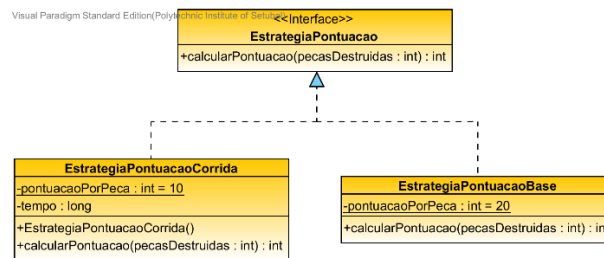 Visual Paradigm Standard Edition(Polytechnic Institute of Setubal)
<<Interface>>
EstrategiaPontuacao
+calcularPontuacao(pecasDestruidas : int) : int
EstrategiaPontuacaoCorrida
-pontuacaoPorPeca : int = 10
-tempo : long
+EstrategiaPontuacaoCorrida()
+calcularPontuacao(pecasDestruidas : int) : int
EstrategiaPontuacaoBase
-pontuacaoPorPeca : int = 20
+calcularPontuacao(pecasDestruidas : int) : int